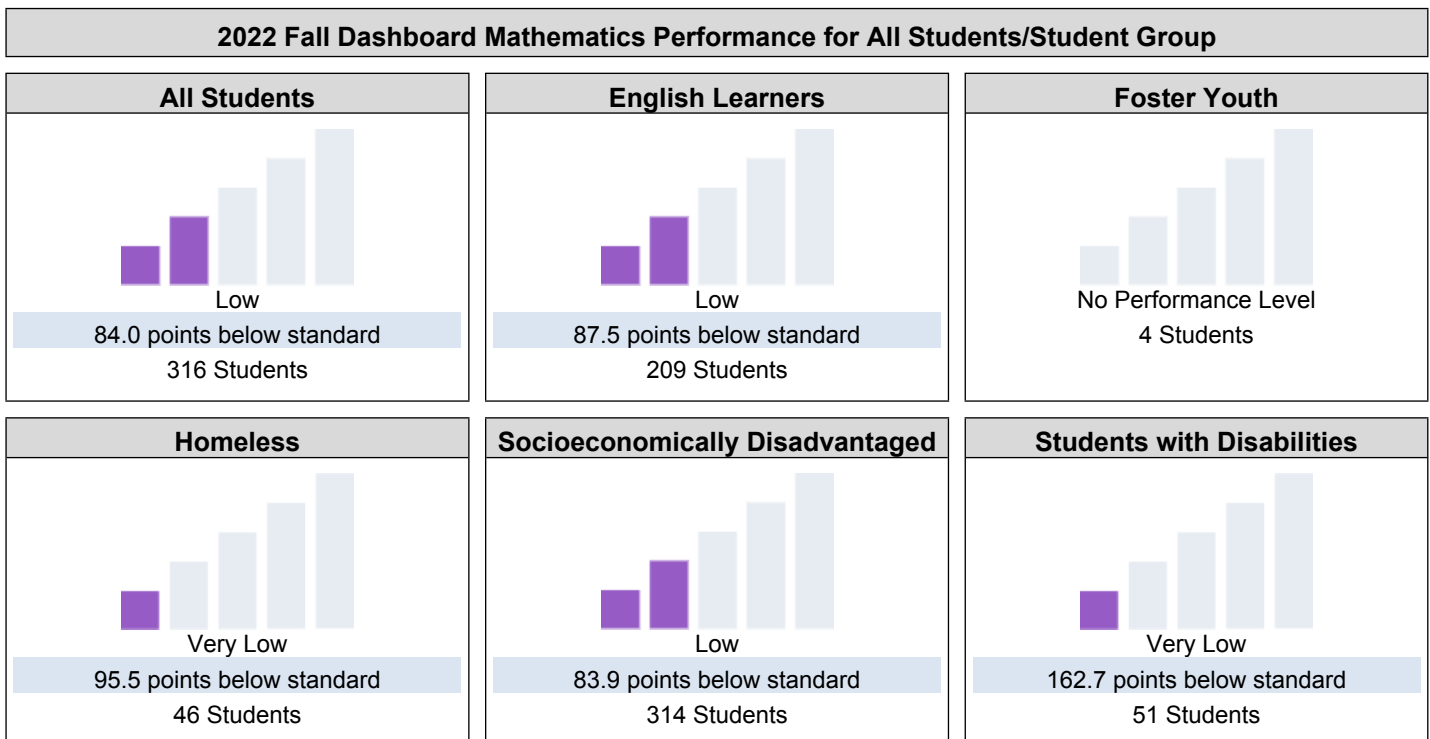 2022 Fall Dashboard Mathematics Performance for All Students/Student Group
All Students
Low
84.0 points below standard
316 Students
English Learners
Low
87.5 points below standard
209 Students
Foster Youth
No Performance Level
4 Students
Homeless
Very Low
95.5 points below standard
46 Students
Socioeconomically Disadvantaged
Low
83.9 points below standard
314 Students
Students with Disabilities
Very Low
162.7 points below standard
51 Students